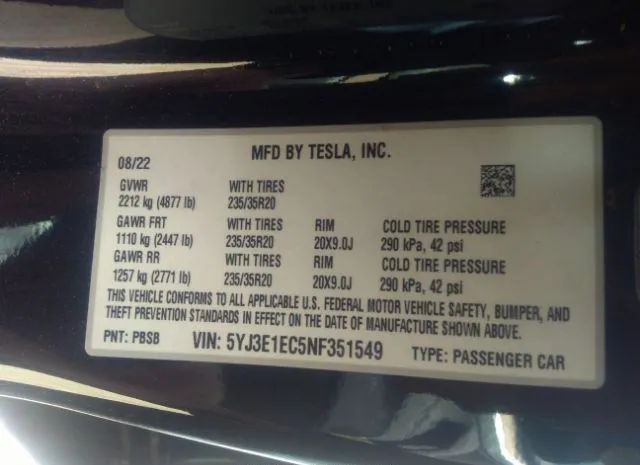 MFD BY TESLA, INC.
08/22
GVWR WITH TIRES
2212 kg (4877 lb) 235/35R20
GAWR FRT WITH TIRES RIM COLD TIRE PRESSURE
1110 kg (2447 lb) 235/35R20 20X9.0J 290 kPa, 42 psi
GAWR RR WITH TIRES RIM COLD TIRE PRESSURE
1257 kg (2771 lb) 235/35R20 20X9.0J 290 kPa, 42 psi
THIS VEHICLE CONFORMS TO ALL APPLICABLE U.S. FEDERAL MOTOR VEHICLE SAFETY, BUMPER, AND
THEFT PREVENTION STANDARDS IN EFFECT ON THE DATE OF MANUFACTURE SHOWN ABOVE.
PNT: PBSB VIN: 5YJ3E1EC5NF351549 TYPE: PASSENGER CAR